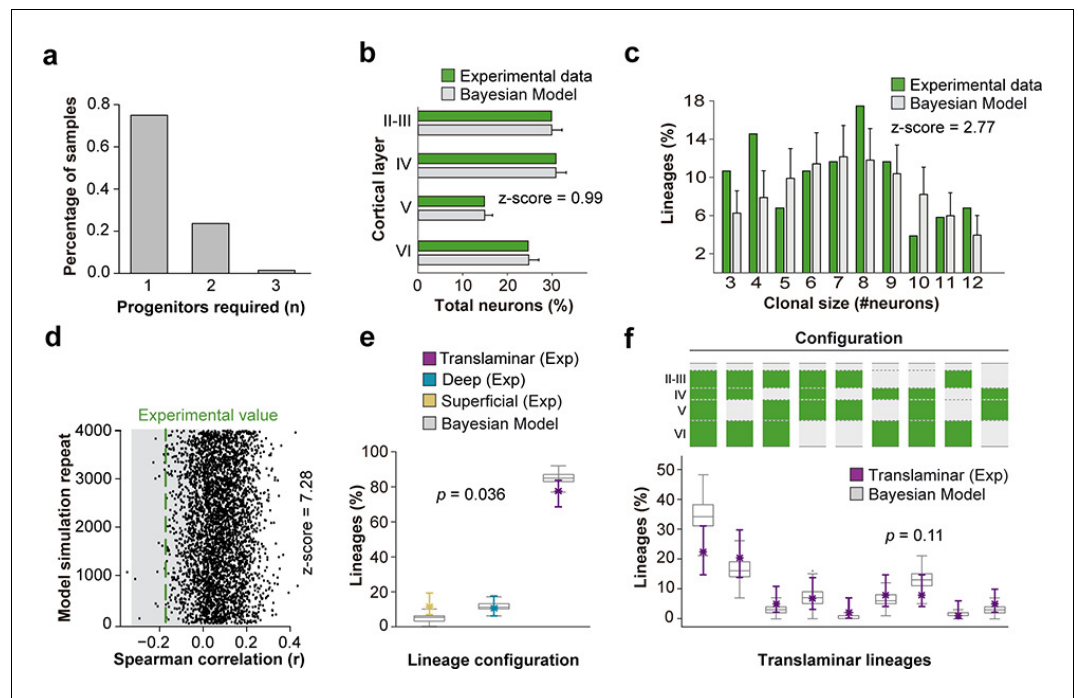 a
Percentage of samples
0.8
0.6
0.4
0.2
0.0
1 2 3
Progenitors required (n)
b
Experimental data
Bayesian Model
Cortical layer
II-III
IV
V
VI
z-score = 0.99
0 10 20 30
Total neurons (%)
c
Experimental data
Bayesian Model
z-score = 2.77
Lineages (%)
18
14
10
6
2
3 4 5 6 7 8 9 10 11 12
Clonal size (#neurons)
d
Experimental value
Model simulation repeat
4000
3000
2000
1000
0
z-score = 7.28
−0.2 0.0 0.2 0.4
Spearman correlation (r)
e
Translaminar (Exp)
Deep (Exp)
Superficial (Exp)
Bayesian Model
Lineages (%)
100
80
60
40
20
0
p = 0.036
Lineage configuration
f
Configuration
II-III
IV
V
VI
Translaminar (Exp)
Bayesian Model
p = 0.11
Lineages (%)
50
40
30
20
10
0
Translaminar lineages